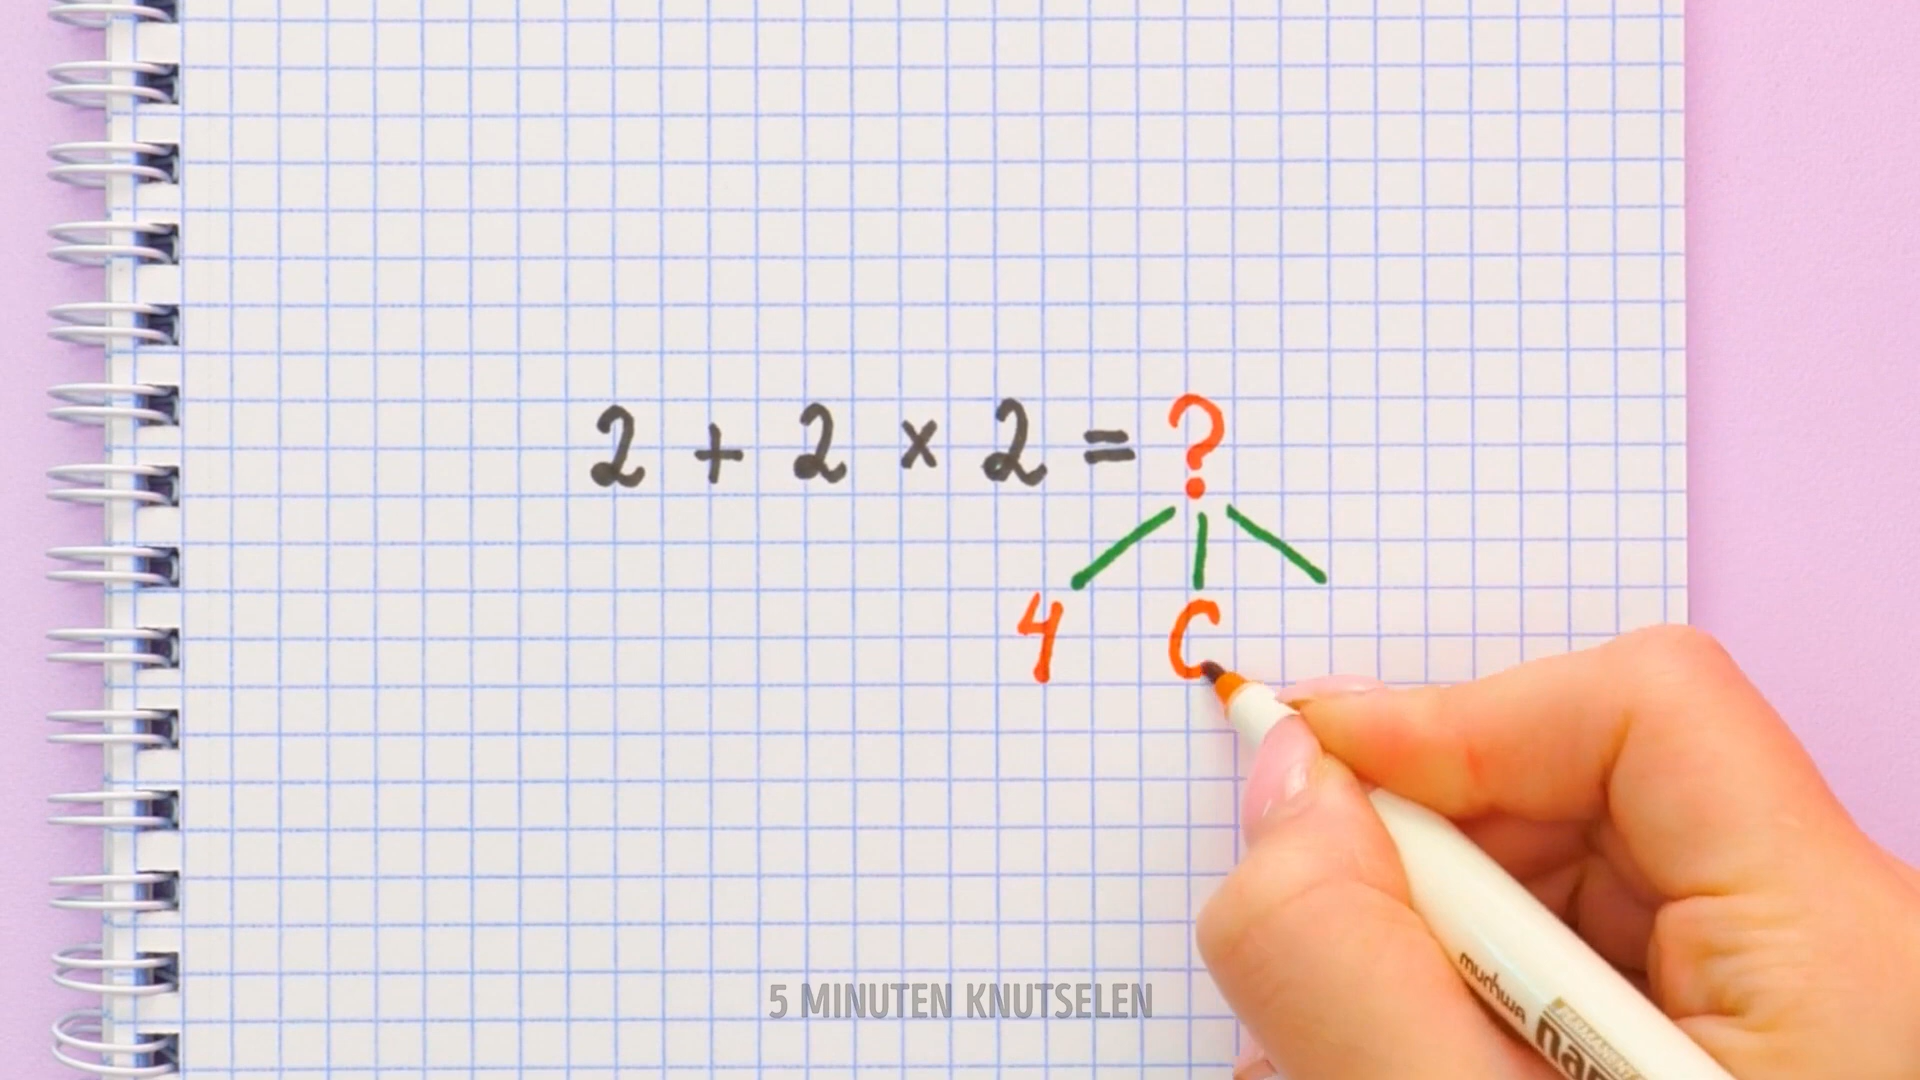 2 + 2 × 2 = ?
4 C
5 MINUTEN KNUTSELEN